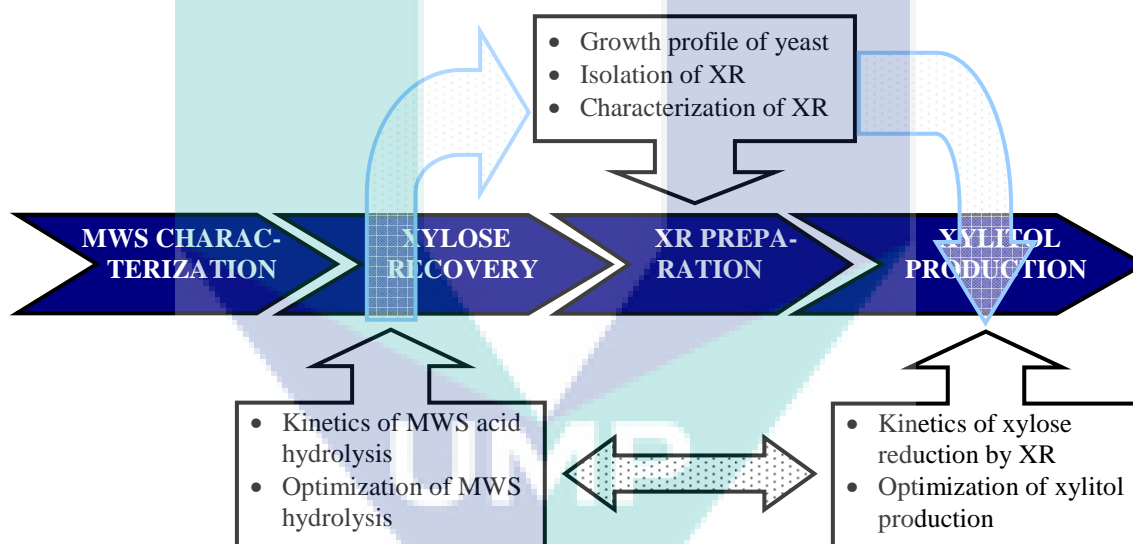 • Growth profile of yeast
• Isolation of XR
• Characterization of XR
MWS CHARAC-
TERIZATION
XYLOSE
RECOVERY
XR PREPA-
RATION
XYLITOL
PRODUCTION
• Kinetics of MWS acid
hydrolysis
• Optimization of MWS
hydrolysis
• Kinetics of xylose
reduction by XR
• Optimization of xylitol
production
UMP